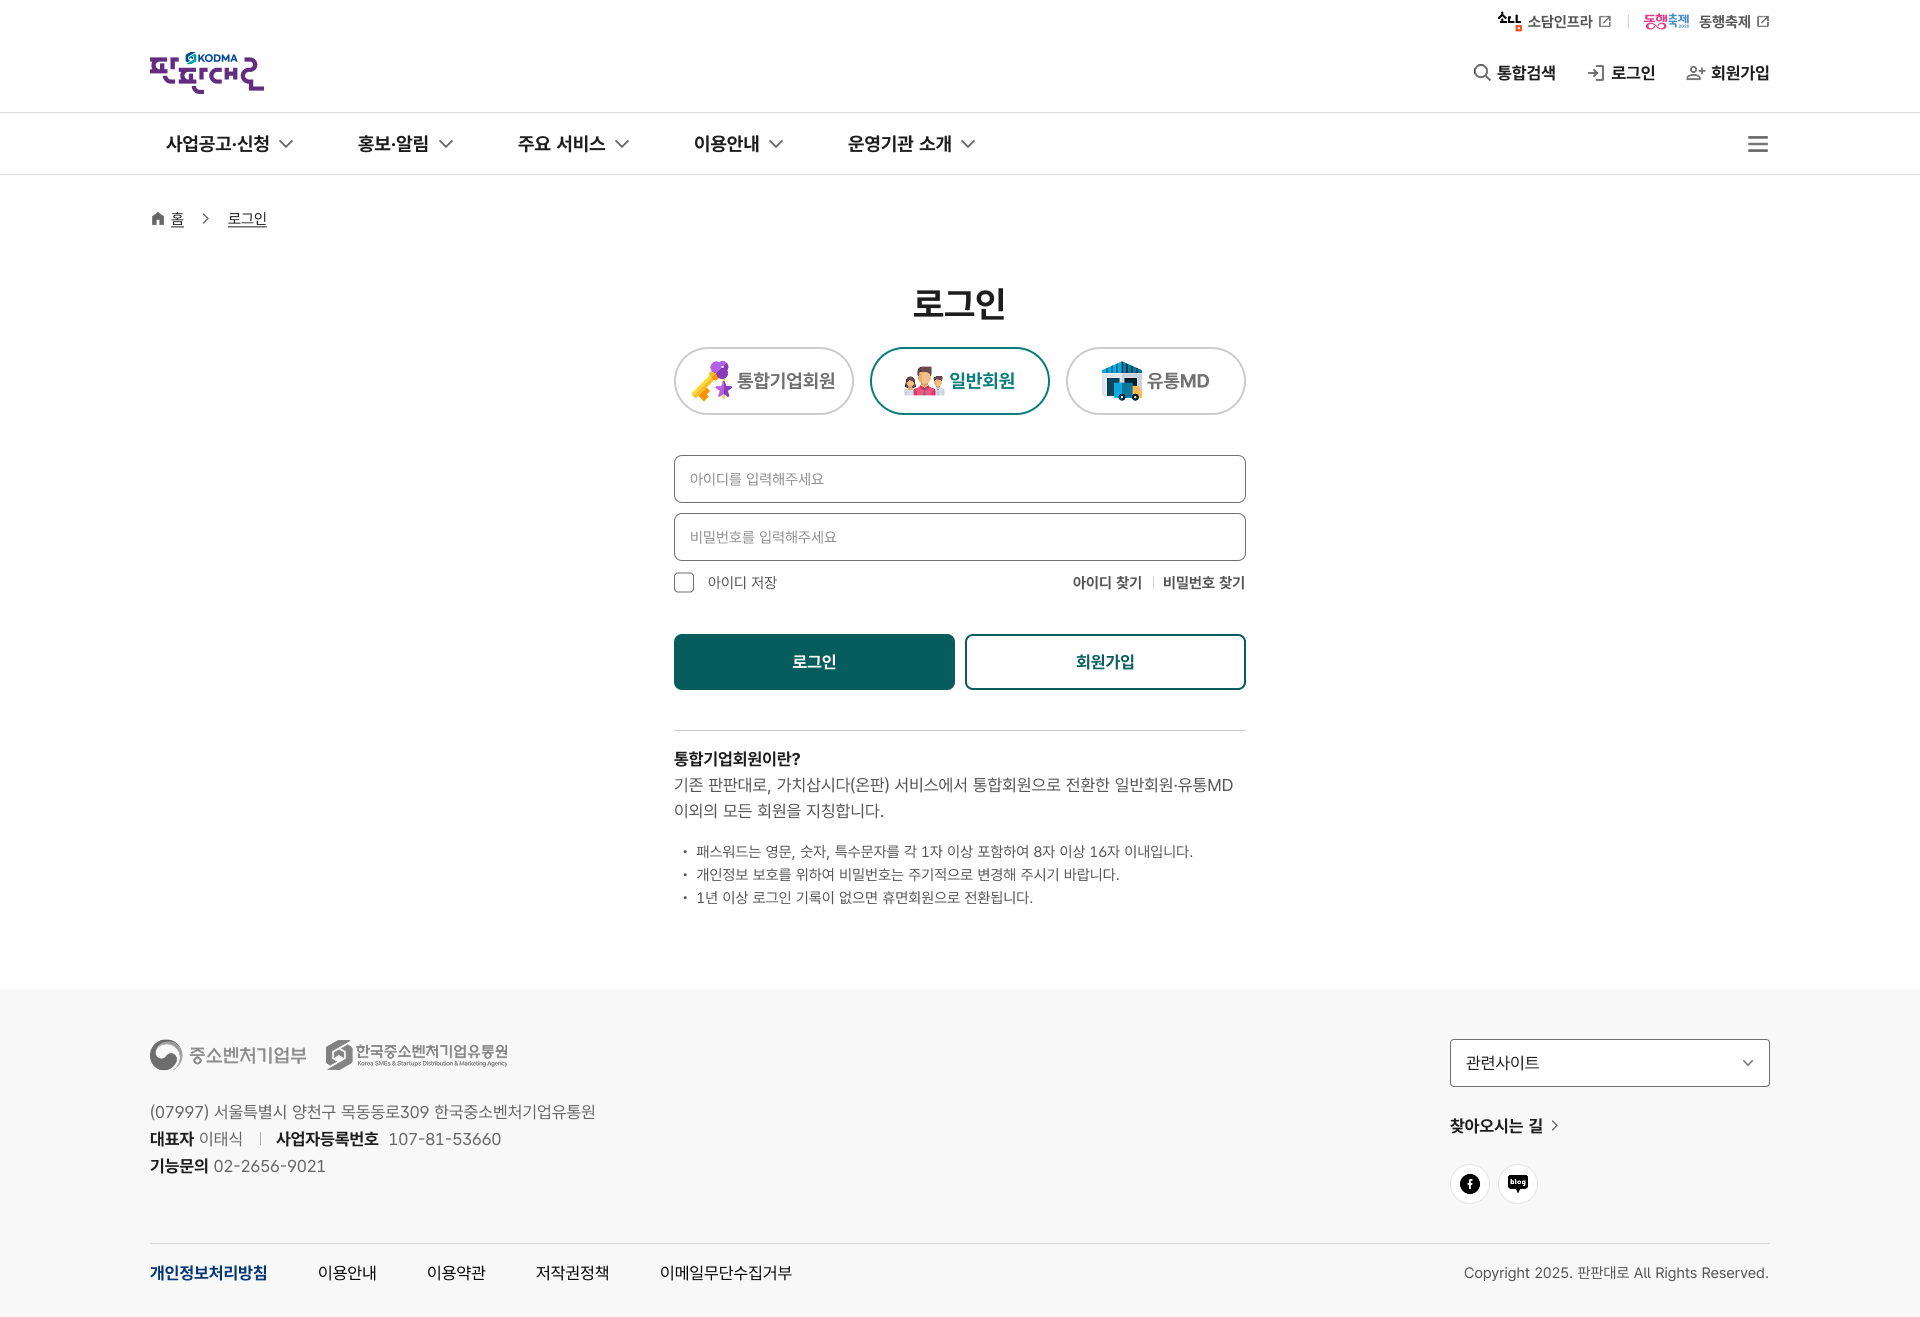 소담 소담인프라
동행축제 2025 동행축제
KODMA
판판대로
통합검색 로그인 회원가입
사업공고·신청 홍보·알림 주요 서비스 이용안내 운영기관 소개
홈 로그인
로그인
통합기업회원 일반회원 유통MD
아이디를 입력해주세요
비밀번호를 입력해주세요
아이디 저장 아이디 찾기 비밀번호 찾기
로그인 회원가입
통합기업회원이란?
기존 판판대로, 가치삽시다(온판) 서비스에서 통합회원으로 전환한 일반회원·유통MD
이외의 모든 회원을 지칭합니다.
• 패스워드는 영문, 숫자, 특수문자를 각 1자 이상 포함하여 8자 이상 16자 이내입니다.
• 개인정보 보호를 위하여 비밀번호는 주기적으로 변경해 주시기 바랍니다.
• 1년 이상 로그인 기록이 없으면 휴면회원으로 전환됩니다.
중소벤처기업부 한국중소벤처기업유통원
Korea SMEs & Startups Distribution & Marketing Agency
관련사이트
(07997) 서울특별시 양천구 목동동로309 한국중소벤처기업유통원
대표자 이태식 사업자등록번호 107-81-53660
기능문의 02-2656-9021
찾아오시는 길
blog
개인정보처리방침 이용안내 이용약관 저작권정책 이메일무단수집거부
Copyright 2025. 판판대로 All Rights Reserved.